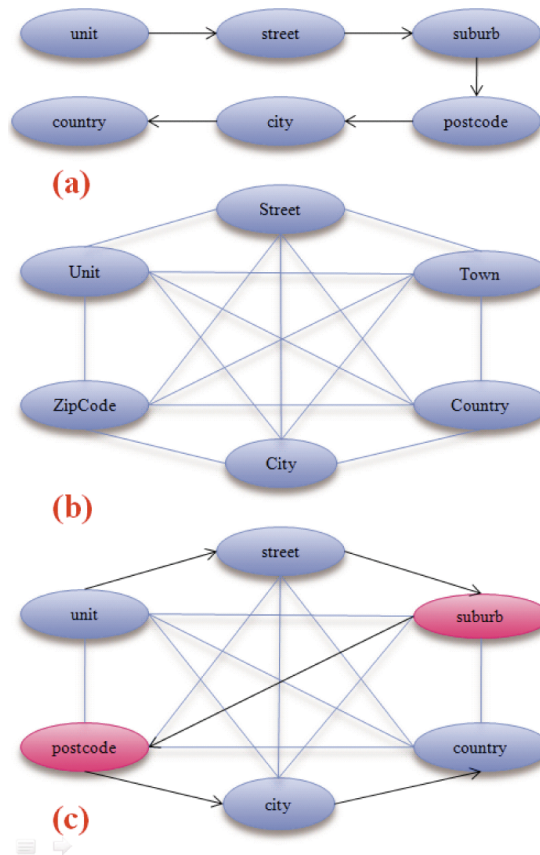 unit street suburb
country city postcode
(a)
Street
Unit Town
ZipCode Country
City
(b)
street
unit suburb
postcode country
city
(c)